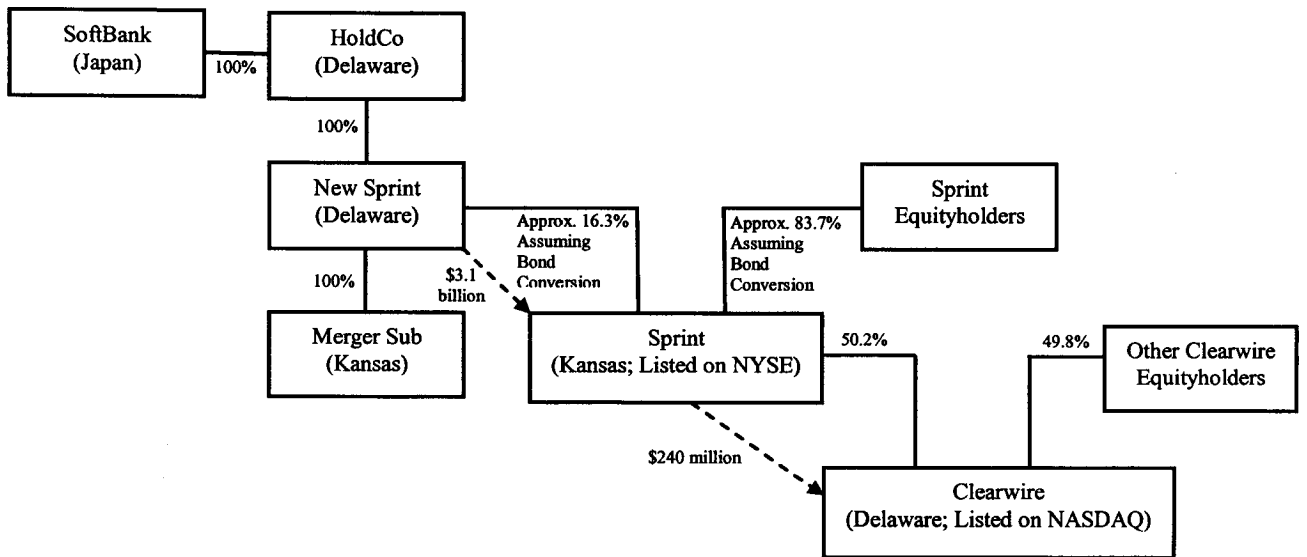 SoftBank
(Japan)
100%
HoldCo
(Delaware)
100%
New Sprint
(Delaware)
Approx. 16.3%
Assuming
Bond
Conversion
Approx. 83.7%
Assuming
Bond
Conversion
Sprint
Equityholders
100%
$3.1
billion
Merger Sub
(Kansas)
Sprint
(Kansas; Listed on NYSE)
50.2%
49.8%
Other Clearwire
Equityholders
$240 million
Clearwire
(Delaware; Listed on NASDAQ)